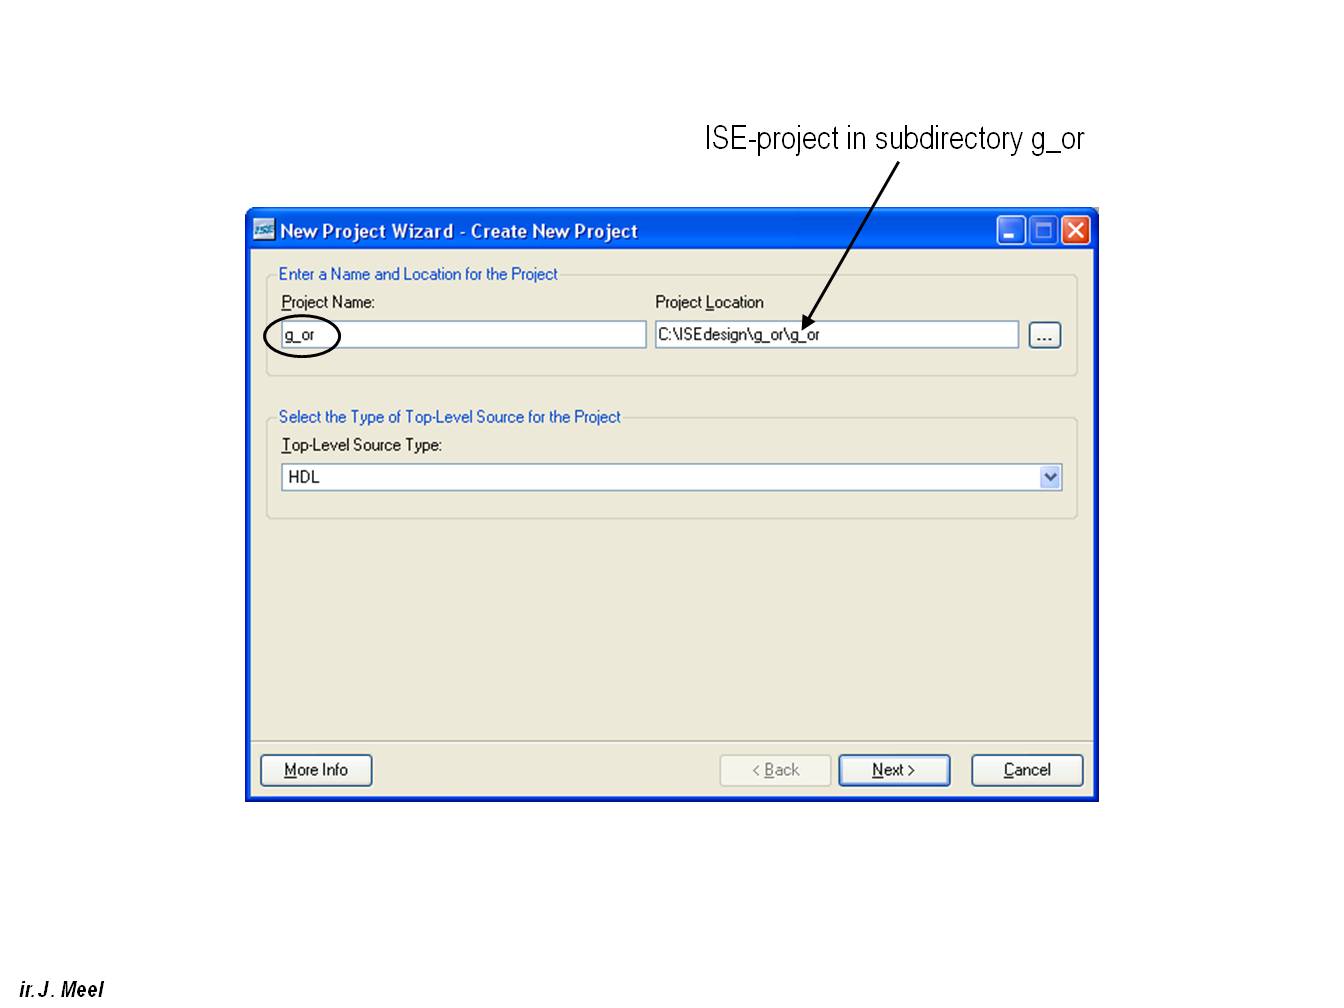 ISE-project in subdirectory g_or
ISE New Project Wizard - Create New Project
Enter a Name and Location for the Project
Project Name: Project Location
g_or C:\ISEdesign\g_or\g_or ...
Select the Type of Top-Level Source for the Project
Top-Level Source Type:
HDL
More Info < Back Next > Cancel
ir. J. Meel